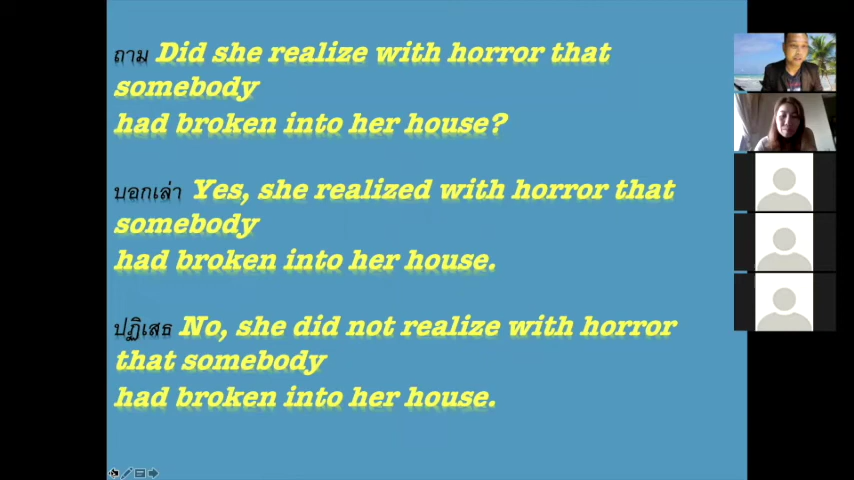 ถาม Did she realize with horror that
somebody
had broken into her house?
บอกเล่า Yes, she realized with horror that
somebody
had broken into her house.
ปฏิเสธ No, she did not realize with horror
that somebody
had broken into her house.